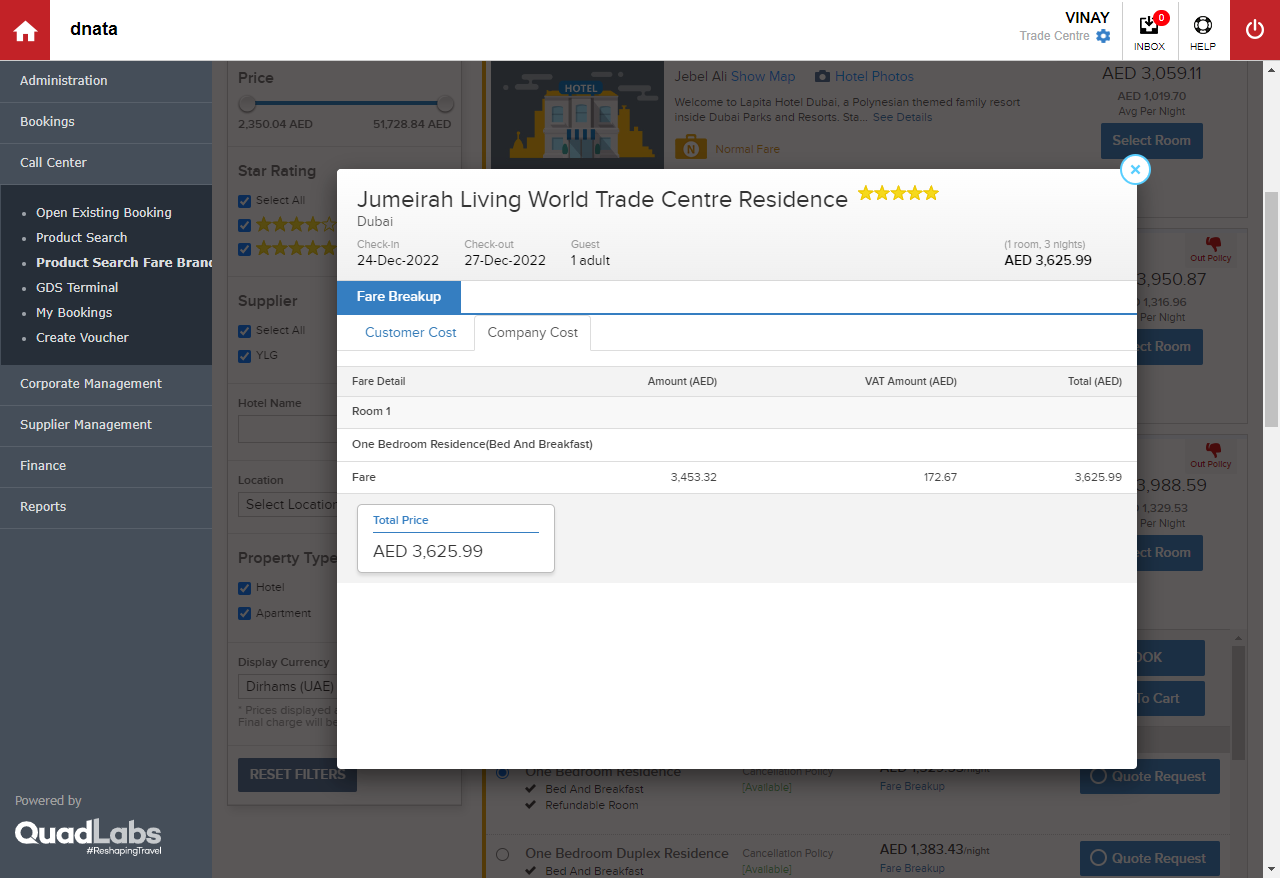 dnata
VINAY
Trade Centre
0
INBOX
HELP
Administration
Bookings
Call Center
Open Existing Booking
Product Search
Product Search Fare Bran
GDS Terminal
My Bookings
Create Voucher
Corporate Management
Supplier Management
Finance
Reports
Powered by
QuadLabs
#ReshapingTravel
Price
2,350.04 AED 51,728.84 AED
Star Rating
Select All
Supplier
Select All
YLG
Hotel Name
Location
Select Location
Property Type
Hotel
Apartment
Display Currency
Dirhams (UAE)
* Prices displayed
Final charge will be
RESET FILTERS
HOTEL
Jebel Ali Show Map Hotel Photos
Welcome to Lapita Hotel Dubai, a Polynesian themed family resort
inside Dubai Parks and Resorts. Sta... See Details
N Normal Fare
AED 3,059.11
AED 1,019.70
Avg Per Night
Select Room
Jumeirah Living World Trade Centre Residence
Dubai
Check-in Check-out Guest (1 room, 3 nights)
24-Dec-2022 27-Dec-2022 1 adult AED 3,625.99
Fare Breakup
Customer Cost Company Cost
Fare Detail Amount (AED) VAT Amount (AED) Total (AED)
Room 1
One Bedroom Residence(Bed And Breakfast)
Fare 3,453.32 172.67 3,625.99
Total Price
AED 3,625.99
Out Policy
3,950.87
1,316.96
Per Night
ect Room
Out Policy
3,988.59
1,329.53
Per Night
ect Room
OOK
To Cart
One Bedroom Residence Cancellation Policy AED 1,329.53/night Quote Request
Bed And Breakfast [Available] Fare Breakup
Refundable Room
One Bedroom Duplex Residence Cancellation Policy AED 1,383.43/night Quote Request
Bed And Breakfast [Available] Fare Breakup